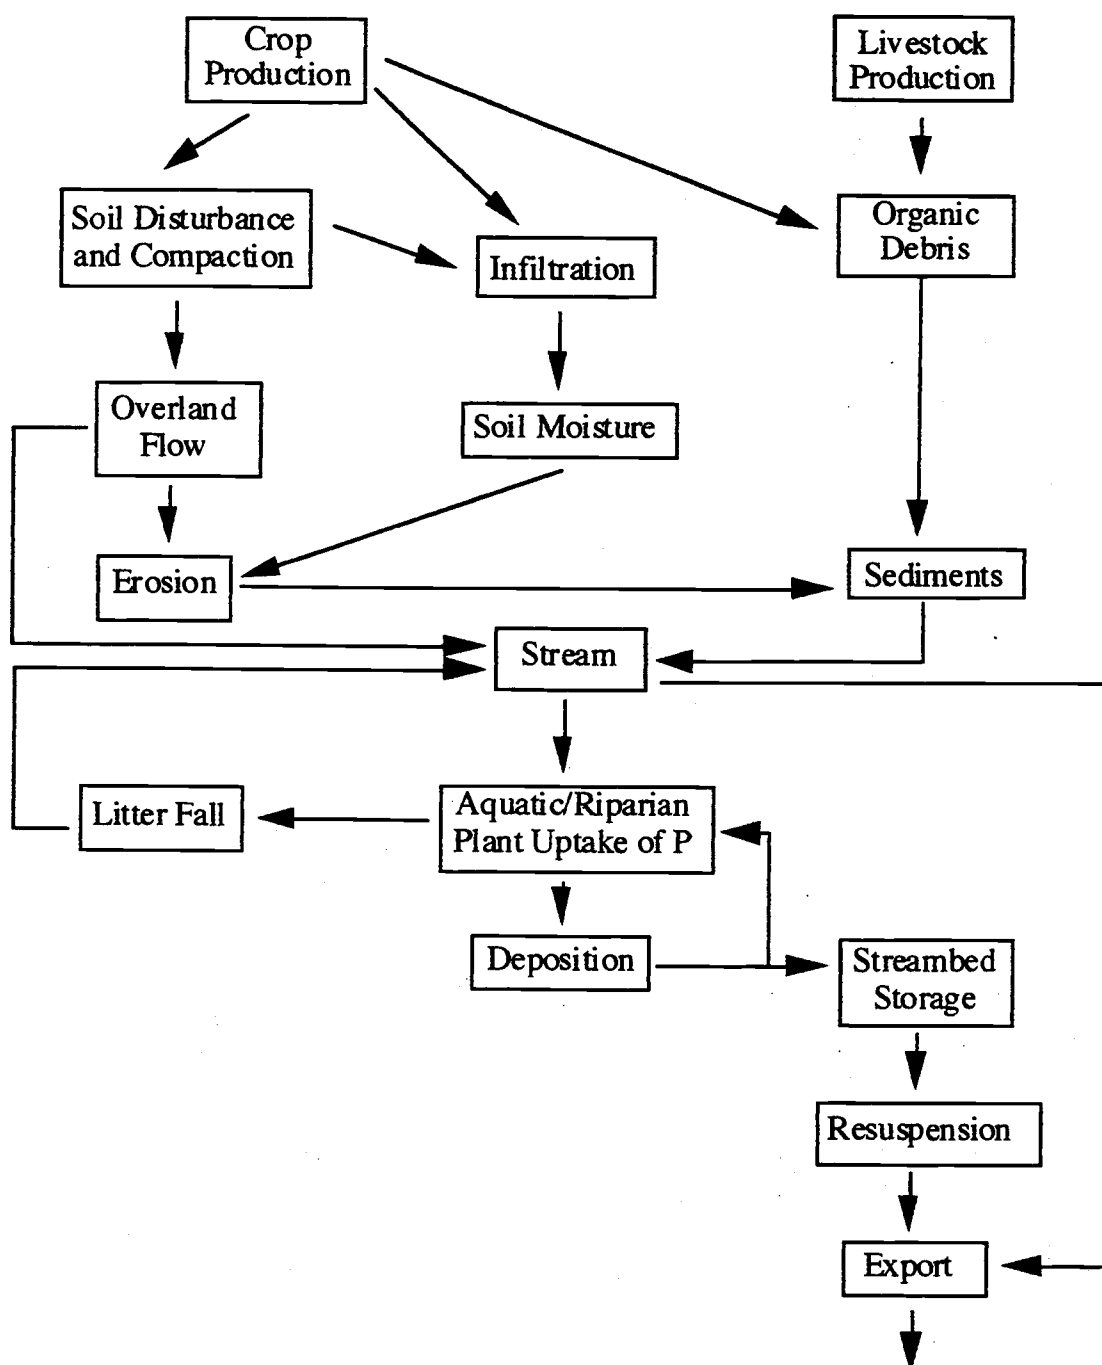 Crop
Production
Livestock
Production
Soil Disturbance
and Compaction
Infiltration
Organic
Debris
Overland
Flow
Soil Moisture
Erosion
Sediments
Stream
Litter Fall
Aquatic/Riparian
Plant Uptake of P
Deposition
Streambed
Storage
Resuspension
Export